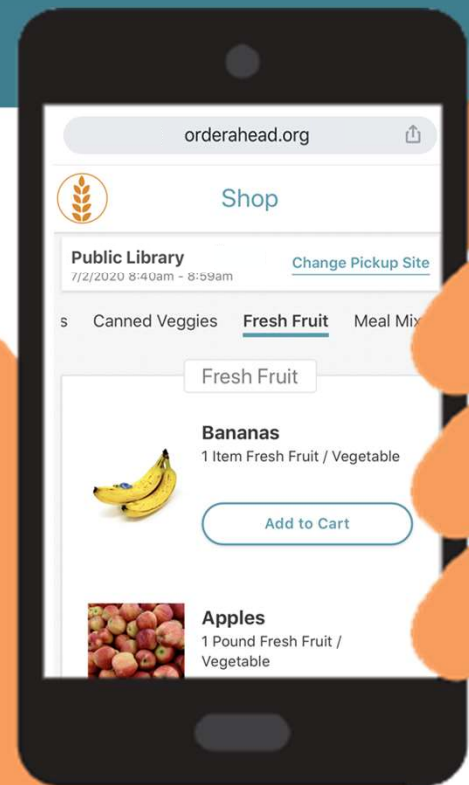 orderahead.org
Shop
Public Library
Change Pickup Site
7/2/2020 8:40am - 8:59am
s Canned Veggies Fresh Fruit Meal Mix
Fresh Fruit
Bananas
1 Item Fresh Fruit / Vegetable
Add to Cart
Apples
1 Pound Fresh Fruit /
Vegetable